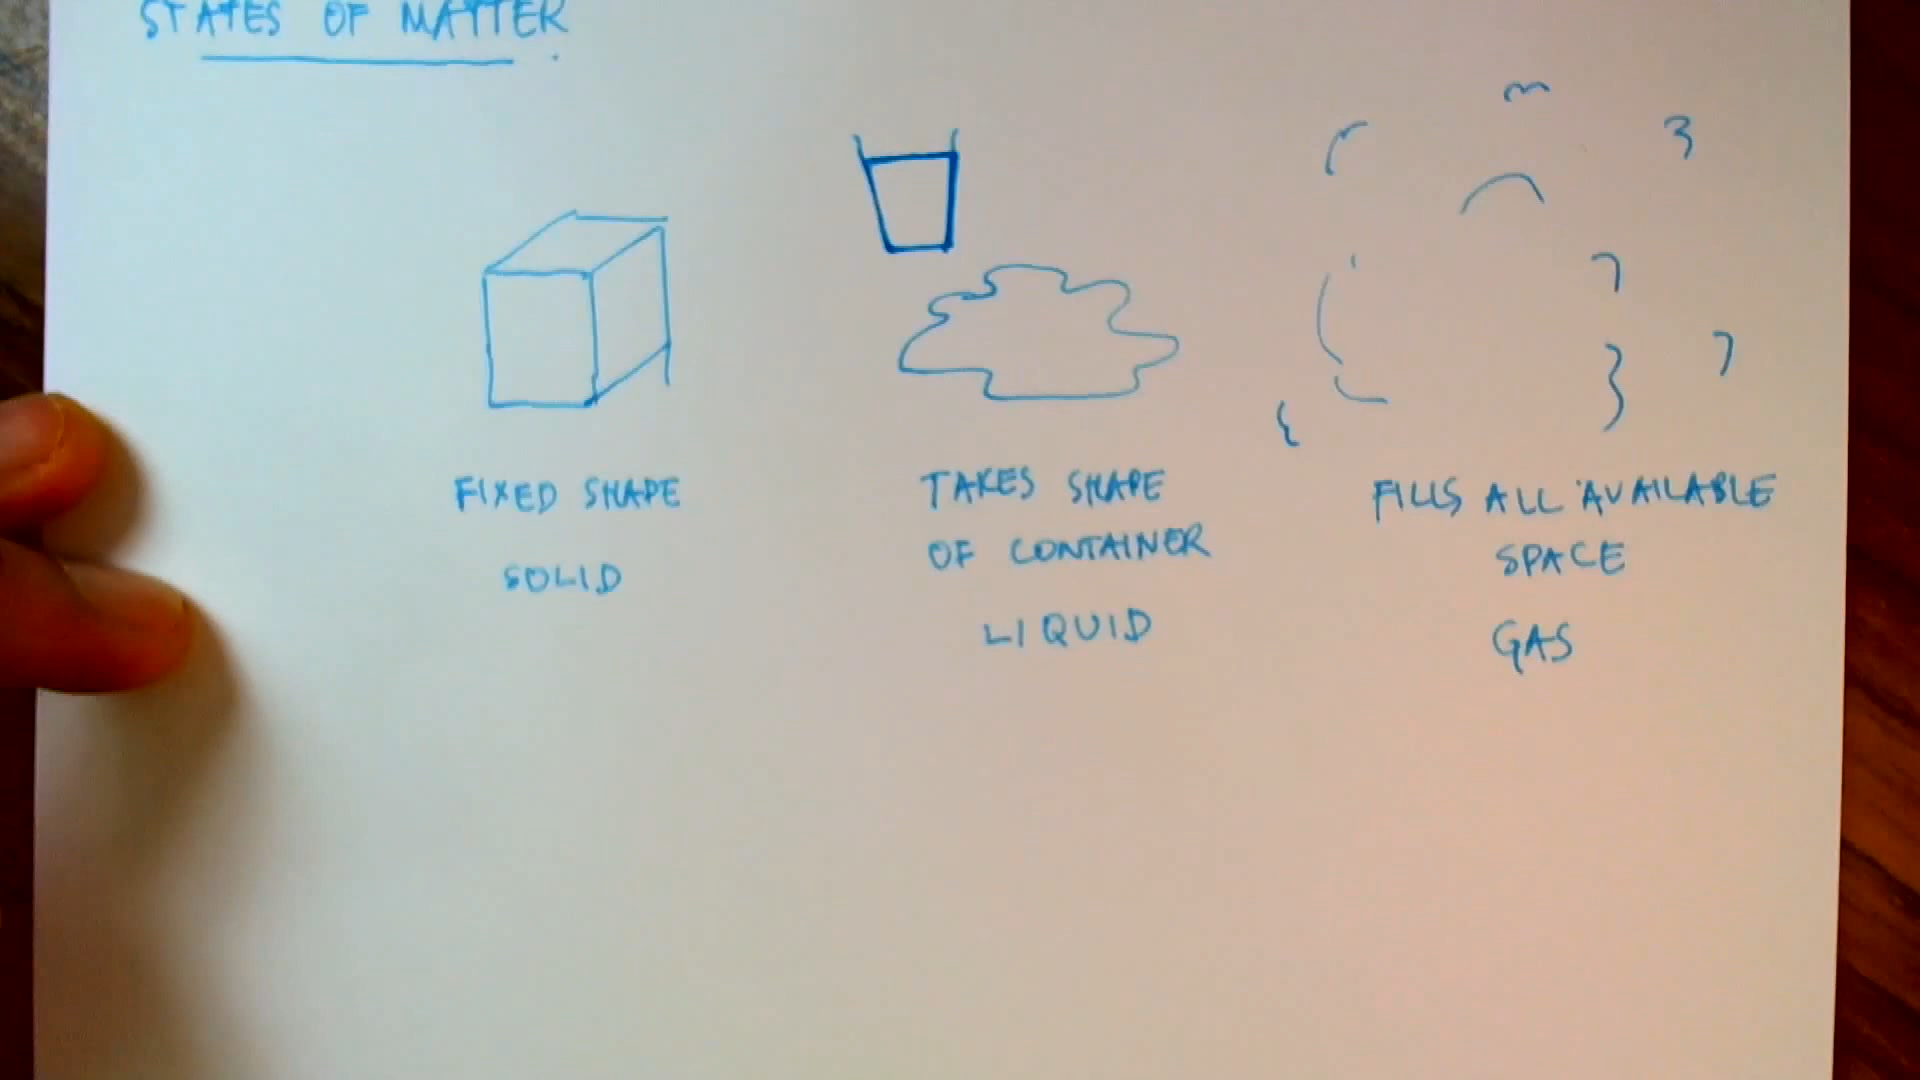 STATES OF MATTER
FIXED SHAPE
SOLID
TAKES SHAPE
OF CONTAINER
LIQUID
FILLS ALL AVAILABLE
SPACE
GAS